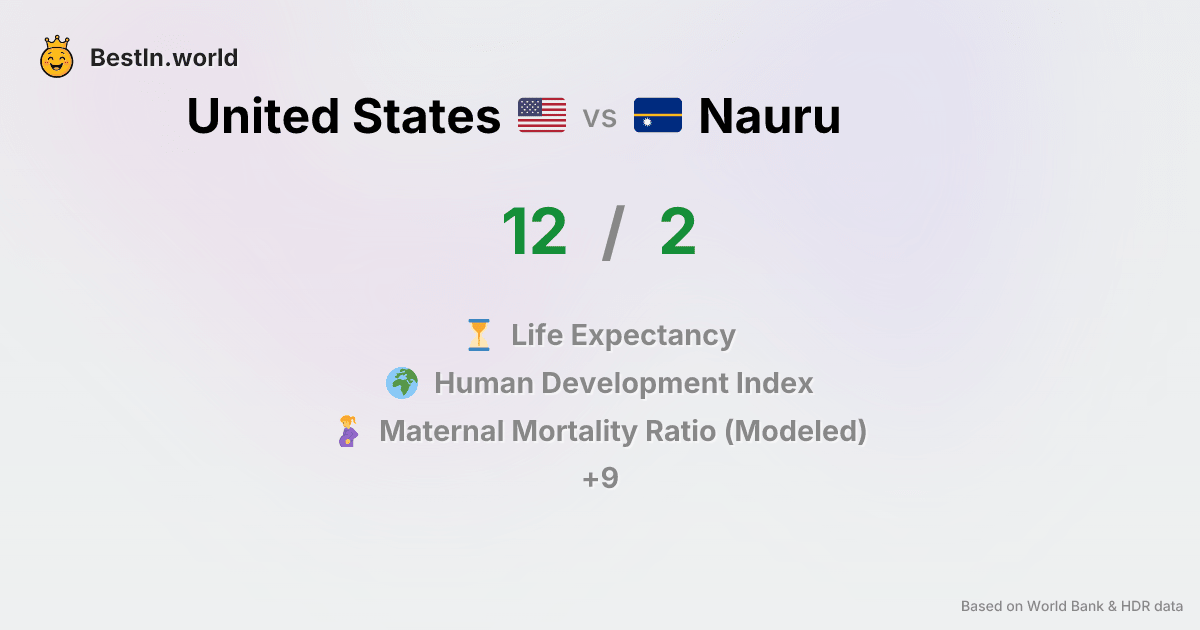 BestIn.world
United States vs Nauru
12 / 2
Life Expectancy
Human Development Index
Maternal Mortality Ratio (Modeled)
+9
Based on World Bank & HDR data